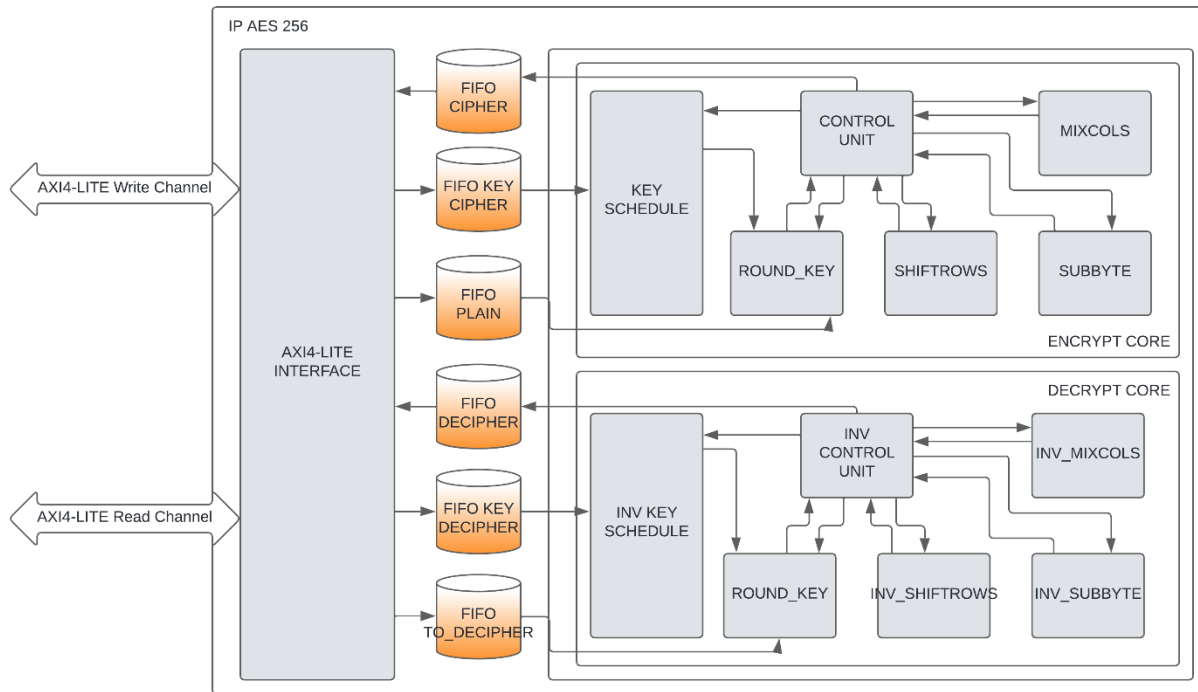 IP AES 256
AXI4-LITE Write Channel
AXI4-LITE Read Channel
AXI4-LITE
INTERFACE
FIFO
CIPHER
FIFO KEY
CIPHER
FIFO
PLAIN
FIFO
DECIPHER
FIFO KEY
DECIPHER
FIFO
TO_DECIPHER
KEY
SCHEDULE
CONTROL
UNIT
MIXCOLS
ROUND_KEY
SHIFTROWS
SUBBYTE
ENCRYPT CORE
DECRYPT CORE
INV KEY
SCHEDULE
INV
CONTROL
UNIT
INV_MIXCOLS
ROUND_KEY
INV_SHIFTROWS
INV_SUBBYTE